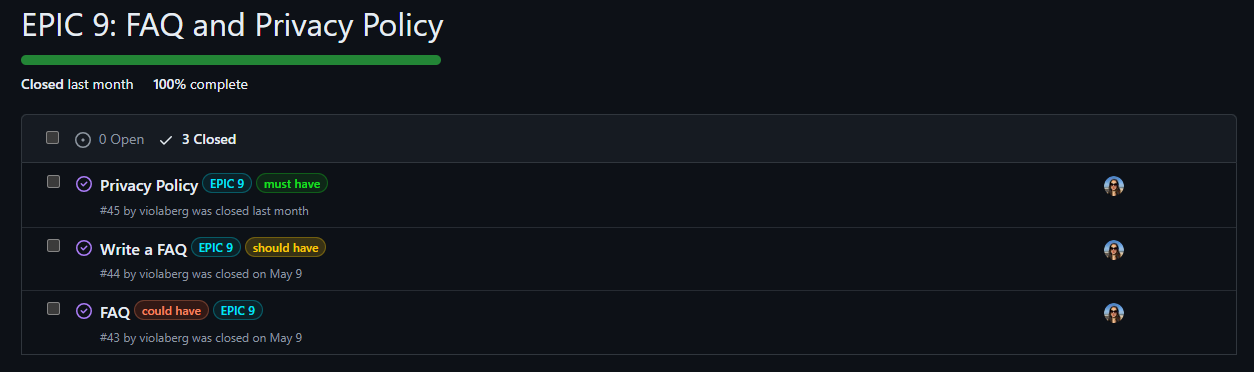 EPIC 9: FAQ and Privacy Policy
Closed last month 100% complete
0 Open 3 Closed
Privacy Policy EPIC 9 must have
#45 by violaberg was closed last month
Write a FAQ EPIC 9 should have
#44 by violaberg was closed on May 9
FAQ could have EPIC 9
#43 by violaberg was closed on May 9